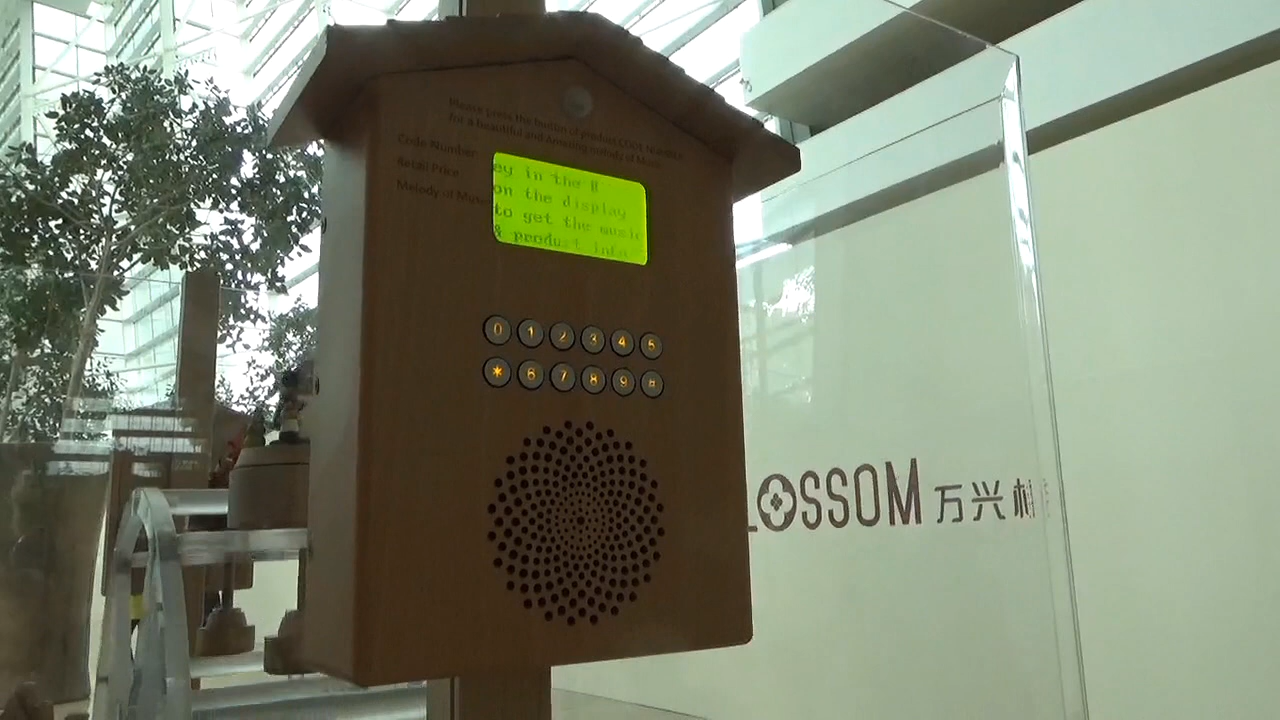 Please press the button of product CODE NUMBER
for a beautiful and Amazing melody of Music
Code Number
Retail Price
Melody of Music
ey in the R
on the display
to get the music
& product info
0 1 2 3 4 5
* 6 7 8 9 #
LOSSOM 万兴